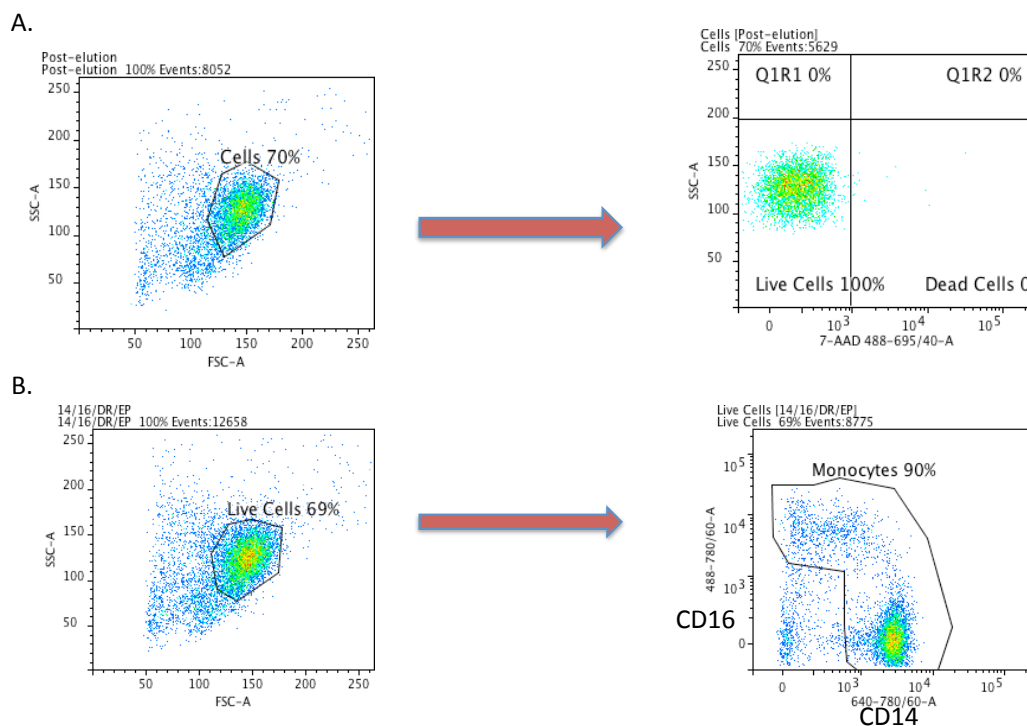 A.
Post-elution
Post-elution 100% Events:8052
250
200
150
100
50
SSC-A
Cells 70%
50 100 150 200 250
FSC-A
Cells [Post-elution]
Cells 70% Events:5629
250
200
150
100
50
SSC-A
Q1R1 0%
Q1R2 0%
Live Cells 100%
Dead Cells 0
0 10³ 10⁴ 10⁵
7-AAD 488-695/40-A
B.
14/16/DR/EP
14/16/DR/EP 100% Events:12658
250
200
150
100
50
SSC-A
Live Cells 69%
50 100 150 200 250
FSC-A
Live Cells [14/16/DR/EP]
Live Cells 69% Events:8775
10⁵
10⁴
10³
0
488-780/60-A
CD16
Monocytes 90%
0 10³ 10⁴ 10⁵
640-780/60-A
CD14